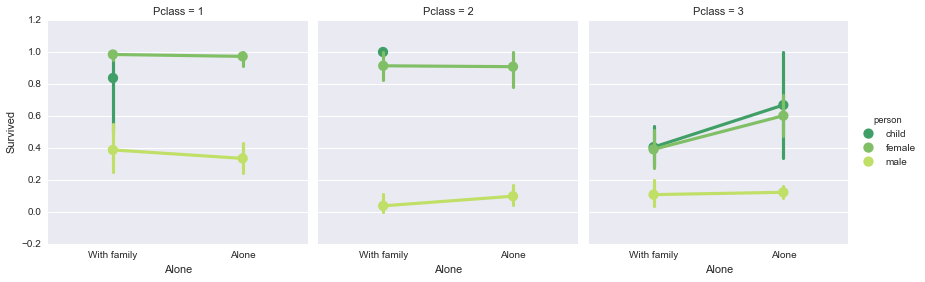 Pclass = 1
Pclass = 2
Pclass = 3
1.2
1.0
0.8
0.6
0.4
0.2
0.0
−0.2
Survived
With family
Alone
With family
Alone
With family
Alone
Alone
Alone
Alone
person
child
female
male